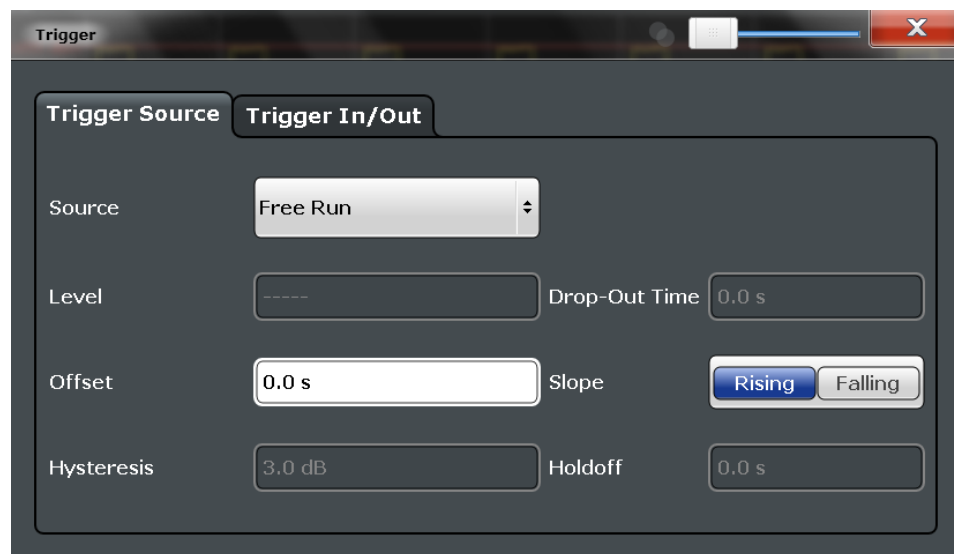 Trigger
X
Trigger Source Trigger In/Out
Source Free Run
Level ----- Drop-Out Time 0.0 s
Offset 0.0 s Slope Rising Falling
Hysteresis 3.0 dB Holdoff 0.0 s